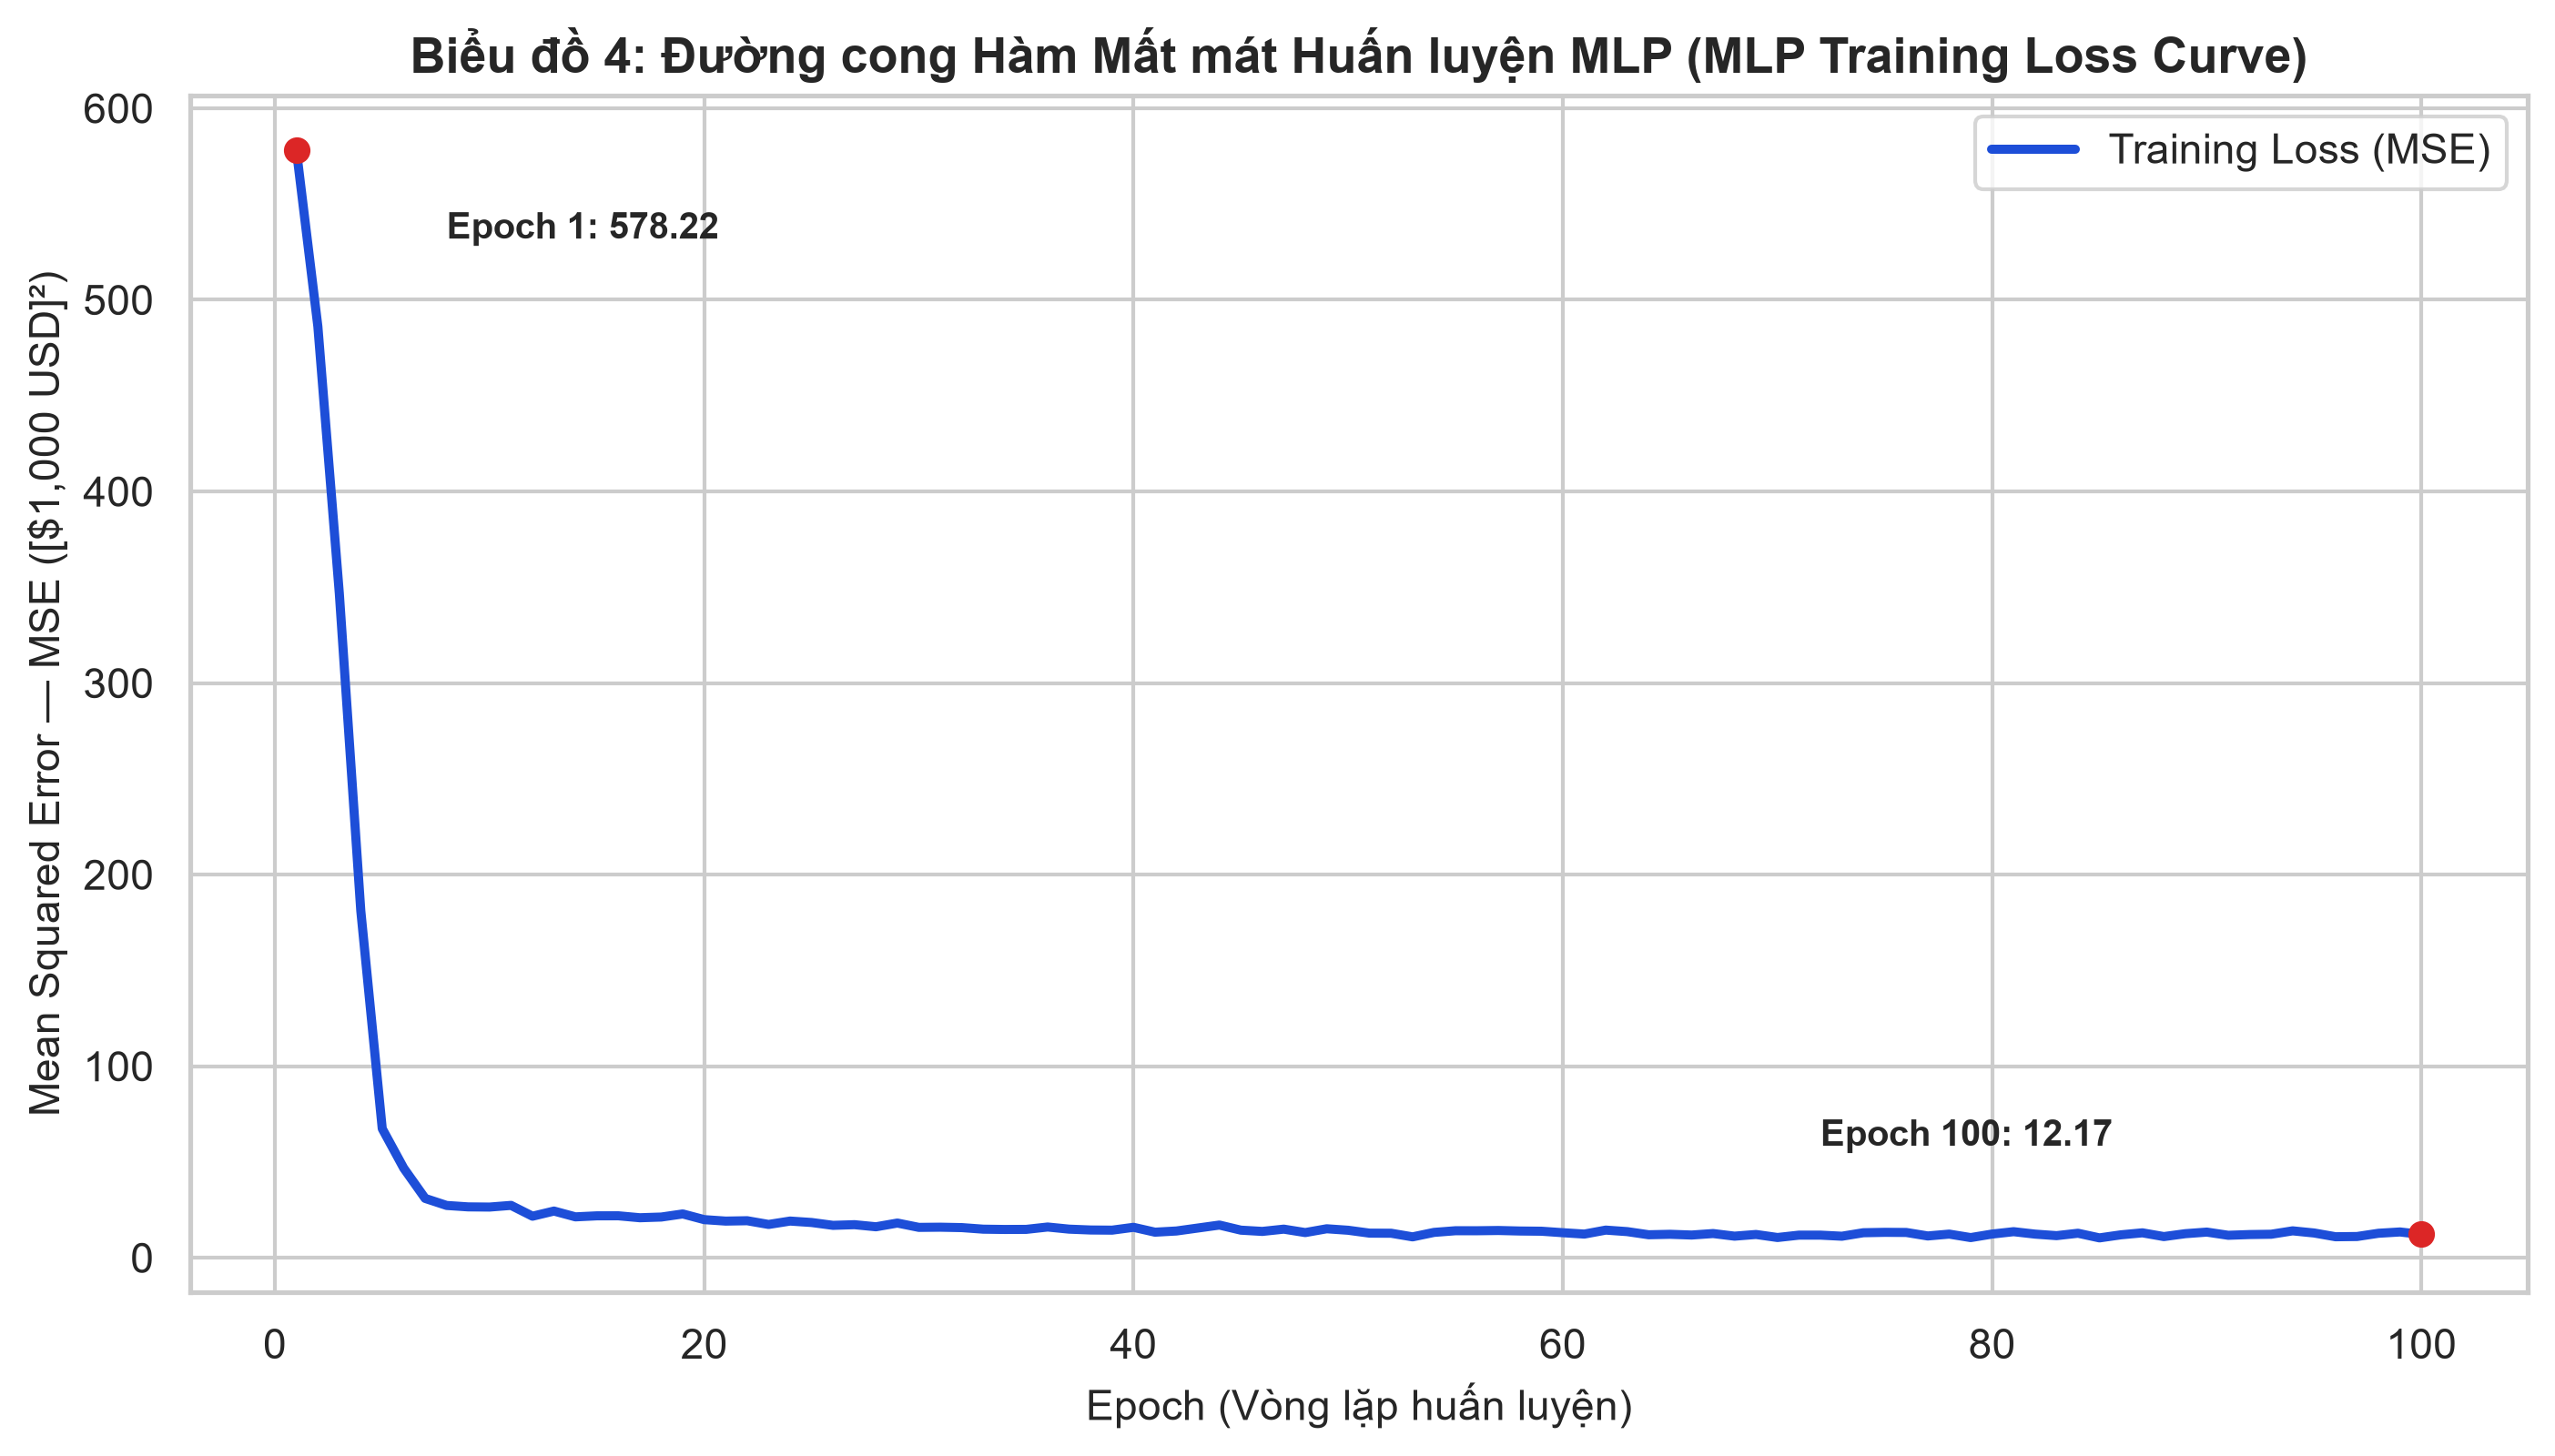 Biểu đồ 4: Đường cong Hàm Mất mát Huấn luyện MLP (MLP Training Loss Curve)
Training Loss (MSE)
Epoch 1: 578.22
Epoch 100: 12.17
Mean Squared Error — MSE ([$1,000 USD]²)
600
500
400
300
200
100
0
0 20 40 60 80 100
Epoch (Vòng lặp huấn luyện)